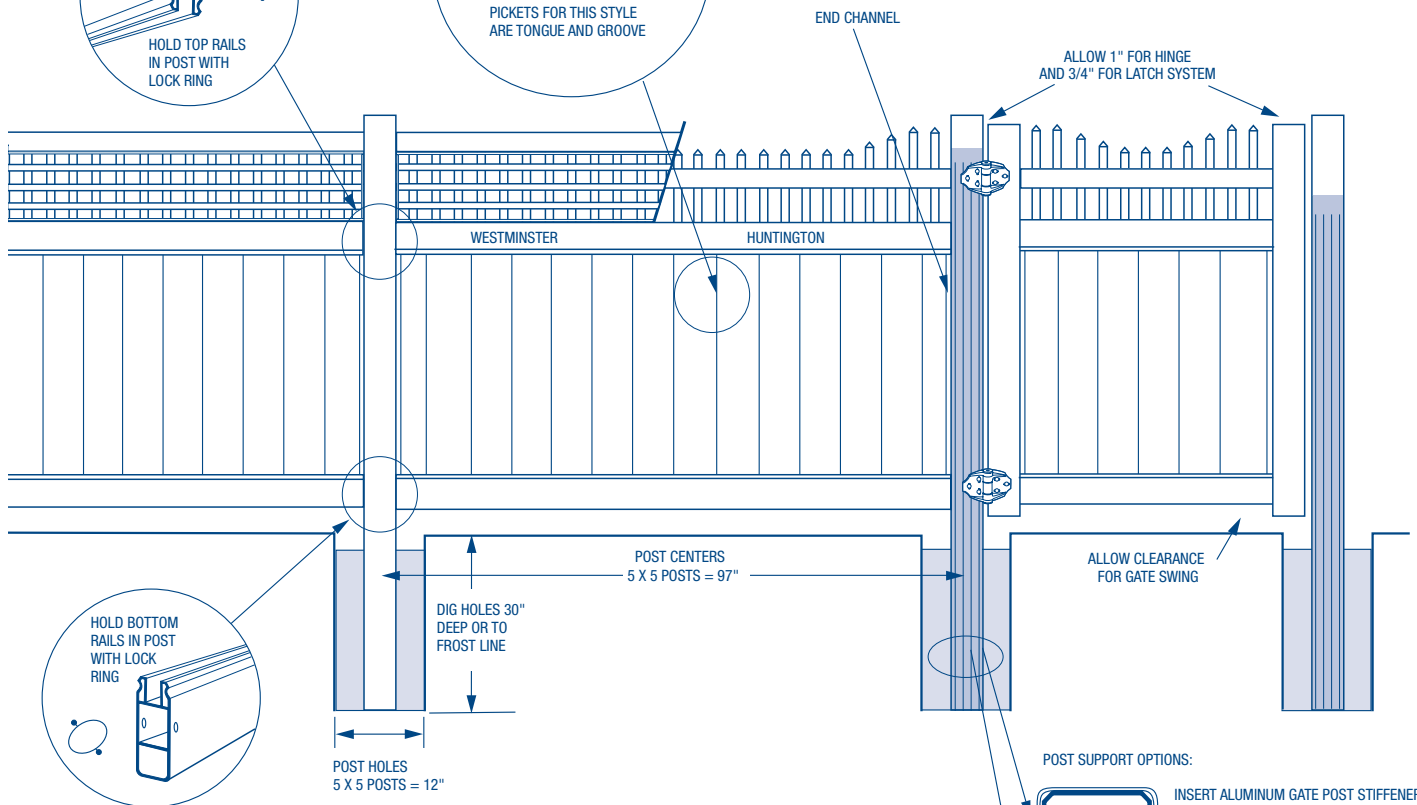 PICKETS FOR THIS STYLE
ARE TONGUE AND GROOVE
END CHANNEL
HOLD TOP RAILS
IN POST WITH
LOCK RING
ALLOW 1" FOR HINGE
AND 3/4" FOR LATCH SYSTEM
WESTMINSTER
HUNTINGTON
POST CENTERS
5 X 5 POSTS = 97"
ALLOW CLEARANCE
FOR GATE SWING
DIG HOLES 30"
DEEP OR TO
FROST LINE
HOLD BOTTOM
RAILS IN POST
WITH LOCK
RING
POST HOLES
5 X 5 POSTS = 12"
POST SUPPORT OPTIONS:
INSERT ALUMINUM GATE POST STIFFENER